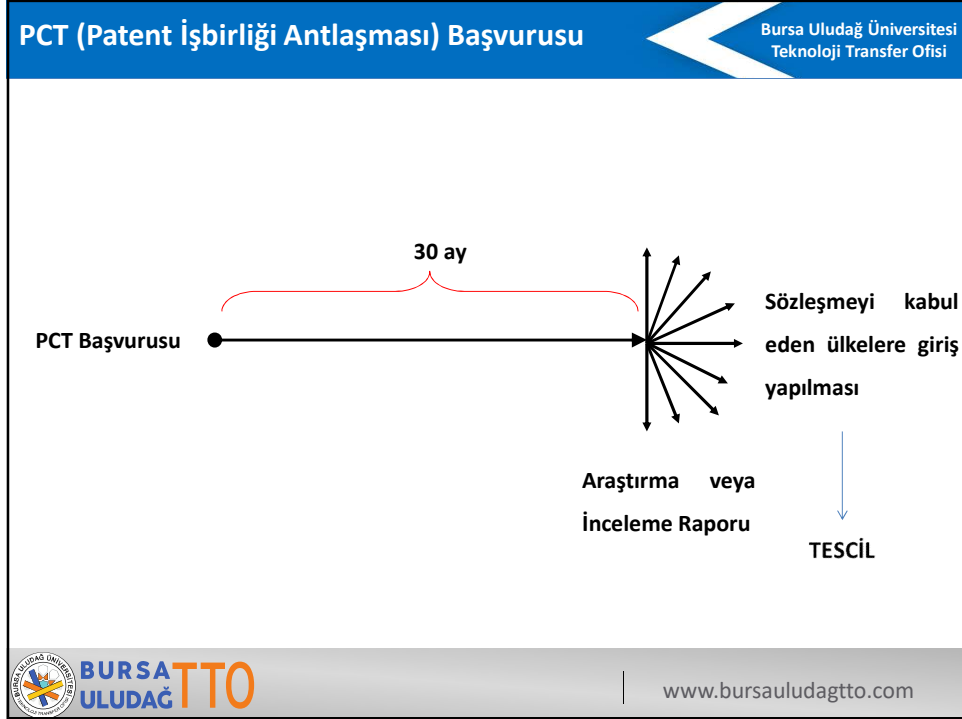 PCT (Patent İşbirliği Antlaşması) Başvurusu
Bursa Uludağ Üniversitesi
Teknoloji Transfer Ofisi
30 ay
PCT Başvurusu
Sözleşmeyi kabul
eden ülkelere giriş
yapılması
Araştırma veya
İnceleme Raporu
TESCİL
BURSA
ULUDAĞ
TTO
www.bursauludagtto.com